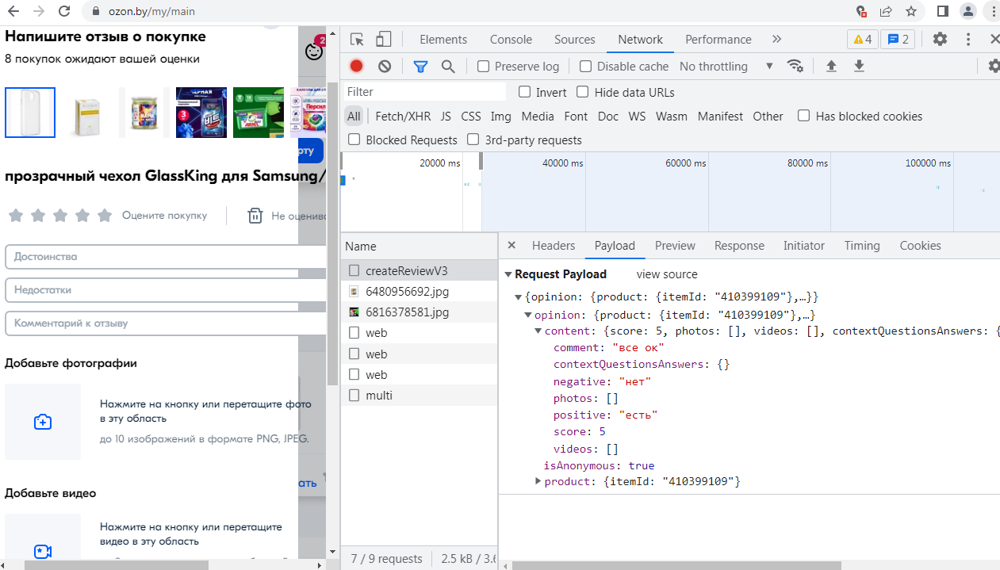 ozon.by/my/main
Напишите отзыв о покупке
8 покупок ожидают вашей оценки
2
ЧЕРНАЯ
3
BiS
ARIEL
Персил
рту
прозрачный чехол GlassKing для Samsung/
Оцените покупку
Не оценив
Достоинства
Недостатки
Комментарий к отзыву
Добавьте фотографии
Нажмите на кнопку или перетащите фото
в эту область
до 10 изображений в формате PNG, JPEG.
ать
Добавьте видео
Нажмите на кнопку или перетащите
видео в эту область
Elements Console Sources Network Performance » 4 2
Preserve log Disable cache No throttling
Filter Invert Hide data URLs
All Fetch/XHR JS CSS Img Media Font Doc WS Wasm Manifest Other Has blocked cookies
Blocked Requests 3rd-party requests
20000 ms 40000 ms 60000 ms 80000 ms 100000 ms
Name
createReviewV3
6480956692.jpg
6816378581.jpg
web
web
web
multi
7 / 9 requests 2.5 kB / 3.6
× Headers Payload Preview Response Initiator Timing Cookies
Request Payload view source
{opinion: {product: {itemId: "410399109"},…}}
opinion: {product: {itemId: "410399109"},…}
content: {score: 5, photos: [], videos: [], contextQuestionsAnswers: {
comment: "все ок"
contextQuestionsAnswers: {}
negative: "нет"
photos: []
positive: "есть"
score: 5
videos: []
isAnonymous: true
product: {itemId: "410399109"}